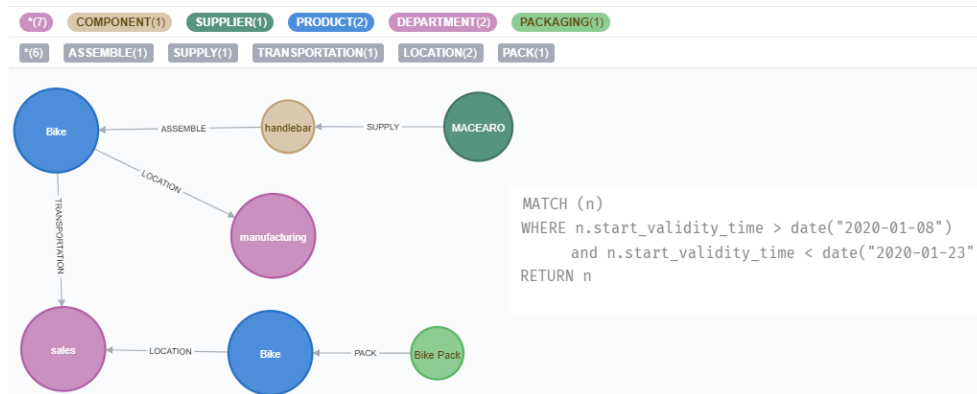 *(7) COMPONENT(1) SUPPLIER(1) PRODUCT(2) DEPARTMENT(2) PACKAGING(1)
*(6) ASSEMBLE(1) SUPPLY(1) TRANSPORTATION(1) LOCATION(2) PACK(1)
Bike ASSEMBLE handlebar SUPPLY MACEARO
LOCATION
TRANSPORTATION
manufacturing
sales LOCATION Bike PACK Bike Pack
MATCH (n)
WHERE n.start_validity_time > date("2020-01-08")
and n.start_validity_time < date("2020-01-23"
RETURN n